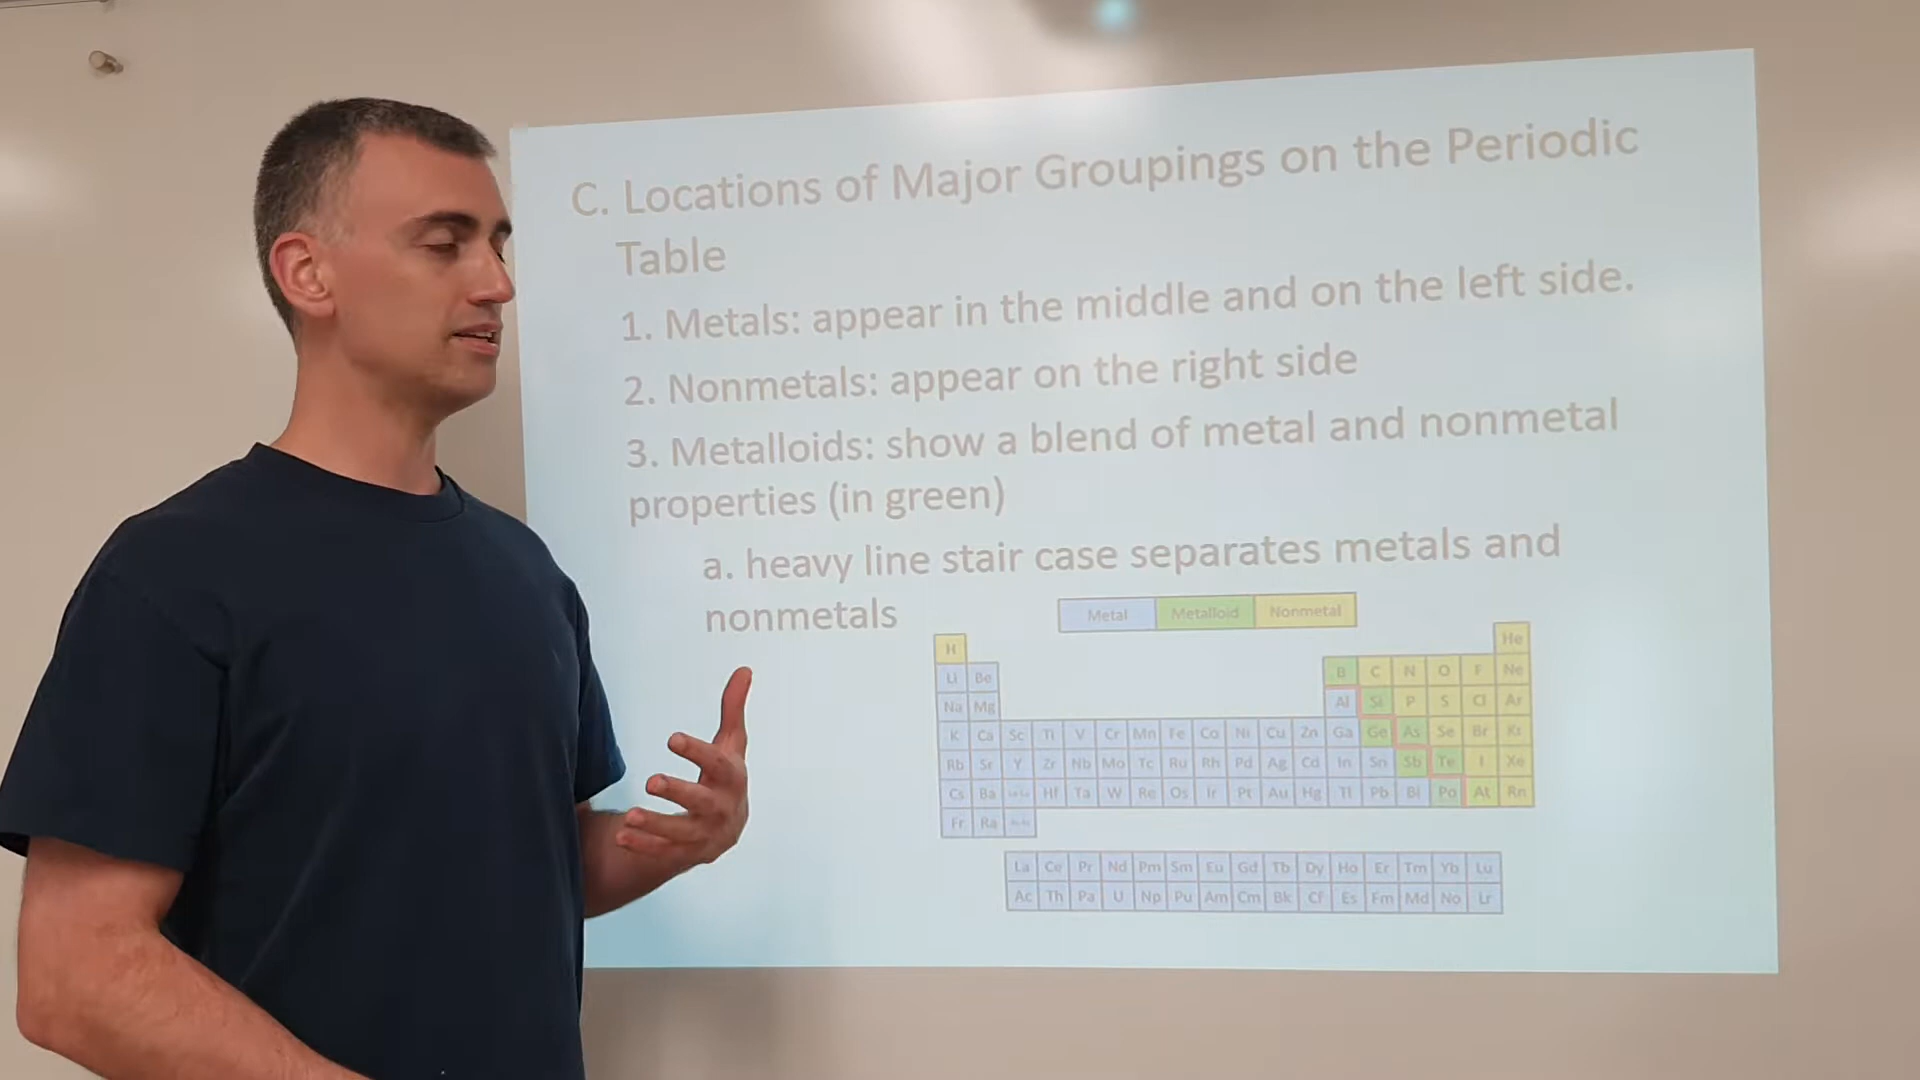 C. Locations of Major Groupings on the Periodic
Table
1. Metals: appear in the middle and on the left side.
2. Nonmetals: appear on the right side
3. Metalloids: show a blend of metal and nonmetal
properties (in green)
a. heavy line stair case separates metals and
nonmetals
Metal Metalloid Nonmetal
H He
Li Be B C N O F Ne
Na Mg Al Si P S Cl Ar
K Ca Sc Ti V Cr Mn Fe Co Ni Cu Zn Ga Ge As Se Br Kr
Rb Sr Y Zr Nb Mo Tc Ru Rh Pd Ag Cd In Sn Sb Te I Xe
Cs Ba Hf Ta W Re Os Ir Pt Au Hg Tl Pb Bi Po At Rn
Fr Ra
La Ce Pr Nd Pm Sm Eu Gd Tb Dy Ho Er Tm Yb Lu
Ac Th Pa U Np Pu Am Cm Bk Cf Es Fm Md No Lr